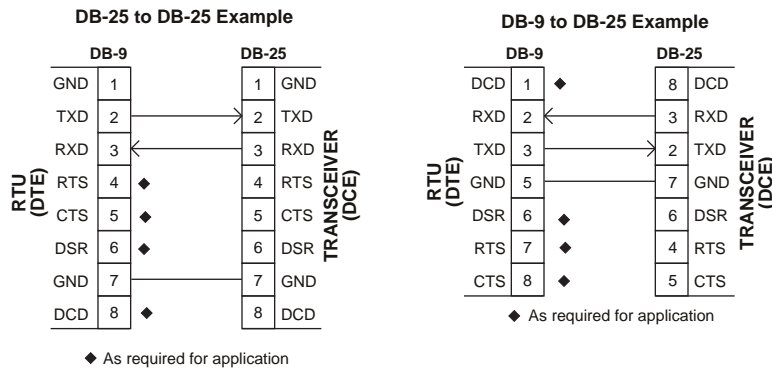 DB-25 to DB-25 Example
DB-9 DB-25
GND 1 1 GND
TXD 2 2 TXD
RXD 3 3 RXD
RTS 4 4 RTS
CTS 5 5 CTS
DSR 6 6 DSR
GND 7 7 GND
DCD 8 8 DCD
RTU
(DTE)
TRANSCEIVER
(DCE)
As required for application
DB-9 to DB-25 Example
DB-9 DB-25
DCD 1 8 DCD
RXD 2 3 RXD
TXD 3 2 TXD
GND 5 7 GND
DSR 6 6 DSR
RTS 7 4 RTS
CTS 8 5 CTS
RTU
(DTE)
TRANSCEIVER
(DCE)
As required for application